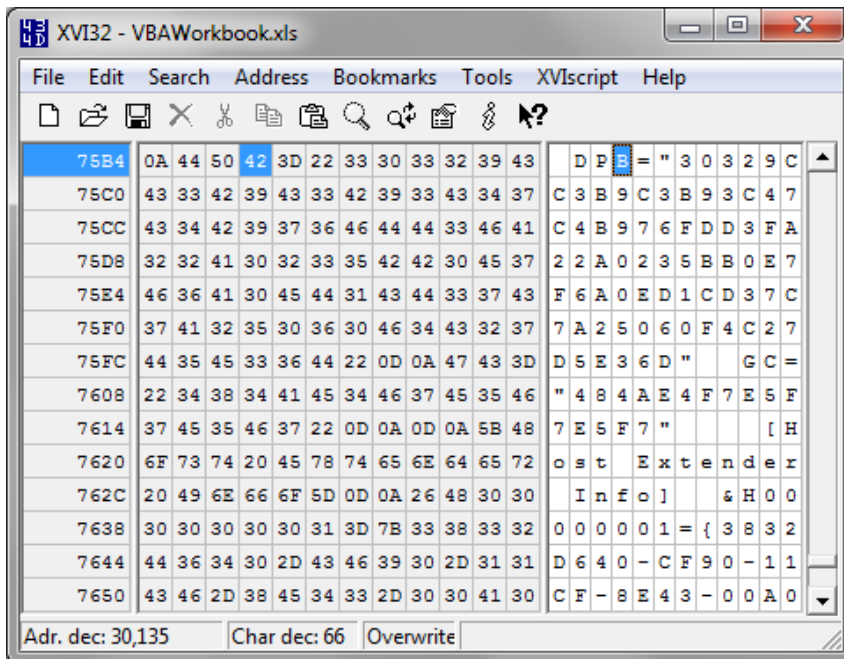 XVI32 - VBAWorkbook.xls
File Edit Search Address Bookmarks Tools XVIscript Help
75B4 0A 44 50 42 3D 22 33 30 33 32 39 43 D P B = " 3 0 3 2 9 C
75C0 43 33 42 39 43 33 42 39 33 43 34 37 C 3 B 9 C 3 B 9 3 C 4 7
75CC 43 34 42 39 37 36 46 44 44 33 46 41 C 4 B 9 7 6 F D D 3 F A
75D8 32 32 41 30 32 33 35 42 42 30 45 37 2 2 A 0 2 3 5 B B 0 E 7
75E4 46 36 41 30 45 44 31 43 44 33 37 43 F 6 A 0 E D 1 C D 3 7 C
75F0 37 41 32 35 30 36 30 46 34 43 32 37 7 A 2 5 0 6 0 F 4 C 2 7
75FC 44 35 45 33 36 44 22 0D 0A 47 43 3D D 5 E 3 6 D " G C =
7608 22 34 38 34 41 45 34 46 37 45 35 46 " 4 8 4 A E 4 F 7 E 5 F
7614 37 45 35 46 37 22 0D 0A 0D 0A 5B 48 7 E 5 F 7 " [ H
7620 6F 73 74 20 45 78 74 65 6E 64 65 72 o s t E x t e n d e r
762C 20 49 6E 66 6F 5D 0D 0A 26 48 30 30 I n f o ] & H 0 0
7638 30 30 30 30 30 31 3D 7B 33 38 33 32 0 0 0 0 0 1 = { 3 8 3 2
7644 44 36 34 30 2D 43 46 39 30 2D 31 31 D 6 4 0 - C F 9 0 - 1 1
7650 43 46 2D 38 45 34 33 2D 30 30 41 30 C F - 8 E 4 3 - 0 0 A 0
Adr. dec: 30,135 Char dec: 66 Overwrite